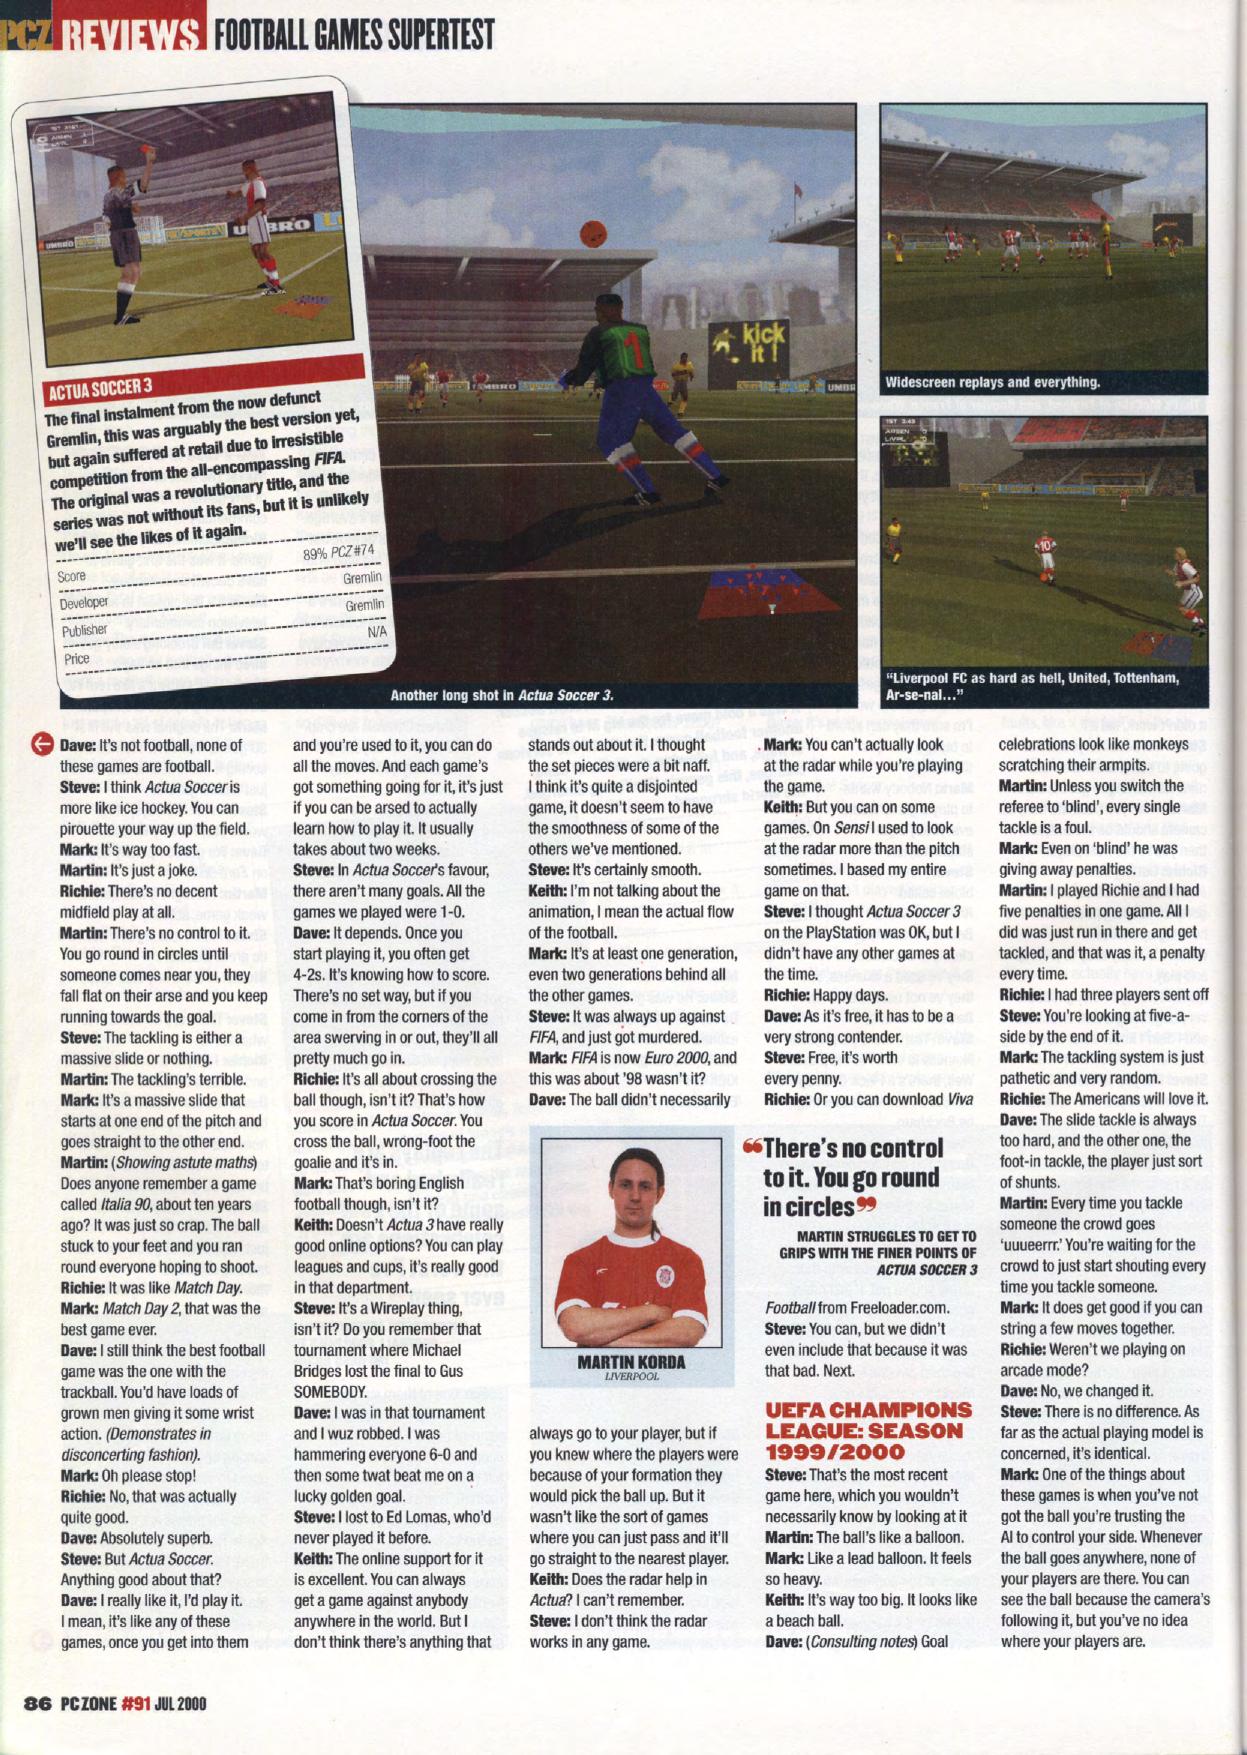 PCZ REVIEWS FOOTBALL GAMES SUPERTEST
UMBRO
SPORTS
UMBRO
ACTUA SOCCER 3
The final instalment from the now defunct
Gremlin, this was arguably the best version yet,
but again suffered at retail due to irresistible
competition from the all-encompassing FIFA.
The original was a revolutionary title, and the
series was not without its fans, but it is unlikely
we'll see the likes of it again.
Score 89% PCZ #74
Developer Gremlin
Publisher Gremlin
Price N/A
1
kick
it!
UMBRO
Another long shot in Actua Soccer 3.
Widescreen replays and everything.
1ST 3:43
ARSEN
LIVPL
10
"Liverpool FC as hard as hell, United, Tottenham,
Ar-se-nal..."
Dave: It's not football, none of
these games are football.
Steve: I think Actua Soccer is
more like ice hockey. You can
pirouette your way up the field.
Mark: It's way too fast.
Martin: It's just a joke.
Richie: There's no decent
midfield play at all.
Martin: There's no control to it.
You go round in circles until
someone comes near you, they
fall flat on their arse and you keep
running towards the goal.
Steve: The tackling is either a
massive slide or nothing.
Martin: The tackling's terrible.
Mark: It's a massive slide that
starts at one end of the pitch and
goes straight to the other end.
Martin: (Showing astute maths)
Does anyone remember a game
called Italia 90, about ten years
ago? It was just so crap. The ball
stuck to your feet and you ran
round everyone hoping to shoot.
Richie: It was like Match Day.
Mark: Match Day 2, that was the
best game ever.
Dave: I still think the best football
game was the one with the
trackball. You'd have loads of
grown men giving it some wrist
action. (Demonstrates in
disconcerting fashion).
Mark: Oh please stop!
Richie: No, that was actually
quite good.
Dave: Absolutely superb.
Steve: But Actua Soccer.
Anything good about that?
Dave: I really like it, I'd play it.
I mean, it's like any of these
games, once you get into them
and you're used to it, you can do
all the moves. And each game's
got something going for it, it's just
if you can be arsed to actually
learn how to play it. It usually
takes about two weeks.
Steve: In Actua Soccer's favour,
there aren't many goals. All the
games we played were 1-0.
Dave: It depends. Once you
start playing it, you often get
4-2s. It's knowing how to score.
There's no set way, but if you
come in from the corners of the
area swerving in or out, they'll all
pretty much go in.
Richie: It's all about crossing the
ball though, isn't it? That's how
you score in Actua Soccer. You
cross the ball, wrong-foot the
goalie and it's in.
Mark: That's boring English
football though, isn't it?
Keith: Doesn't Actua 3 have really
good online options? You can play
leagues and cups, it's really good
in that department.
Steve: It's a Wireplay thing,
isn't it? Do you remember that
tournament where Michael
Bridges lost the final to Gus
SOMEBODY.
Dave: I was in that tournament
and I wuz robbed. I was
hammering everyone 6-0 and
then some twat beat me on a
lucky golden goal.
Steve: I lost to Ed Lomas, who'd
never played it before.
Keith: The online support for it
is excellent. You can always
get a game against anybody
anywhere in the world. But I
don't think there's anything that
stands out about it. I thought
the set pieces were a bit naff.
I think it's quite a disjointed
game, it doesn't seem to have
the smoothness of some of the
others we've mentioned.
Steve: It's certainly smooth.
Keith: I'm not talking about the
animation, I mean the actual flow
of the football.
Mark: It's at least one generation,
even two generations behind all
the other games.
Steve: It was always up against
FIFA, and just got murdered.
Mark: FIFA is now Euro 2000, and
this was about '98 wasn't it?
Dave: The ball didn't necessarily
MARTIN KORDA
LIVERPOOL
always go to your player, but if
you knew where the players were
because of your formation they
would pick the ball up. But it
wasn't like the sort of games
where you can just pass and it'll
go straight to the nearest player.
Keith: Does the radar help in
Actua? I can't remember.
Steve: I don't think the radar
works in any game.
Mark: You can't actually look
at the radar while you're playing
the game.
Keith: But you can on some
games. On Sensi I used to look
at the radar more than the pitch
sometimes. I based my entire
game on that.
Steve: I thought Actua Soccer 3
on the PlayStation was OK, but I
didn't have any other games at
the time.
Richie: Happy days.
Dave: As it's free, it has to be a
very strong contender.
Steve: Free, it's worth
every penny.
Richie: Or you can download Viva
"There's no control
to it. You go round
in circles"
MARTIN STRUGGLES TO GET TO
GRIPS WITH THE FINER POINTS OF
ACTUA SOCCER 3
Football from Freeloader.com.
Steve: You can, but we didn't
even include that because it was
that bad. Next.
UEFA CHAMPIONS
LEAGUE: SEASON
1999/2000
Steve: That's the most recent
game here, which you wouldn't
necessarily know by looking at it
Martin: The ball's like a balloon.
Mark: Like a lead balloon. It feels
so heavy.
Keith: It's way too big. It looks like
a beach ball.
Dave: (Consulting notes) Goal
celebrations look like monkeys
scratching their armpits.
Martin: Unless you switch the
referee to 'blind', every single
tackle is a foul.
Mark: Even on 'blind' he was
giving away penalties.
Martin: I played Richie and I had
five penalties in one game. All I
did was just run in there and get
tackled, and that was it, a penalty
every time.
Richie: I had three players sent off
Steve: You're looking at five-a-
side by the end of it.
Mark: The tackling system is just
pathetic and very random.
Richie: The Americans will love it.
Dave: The slide tackle is always
too hard, and the other one, the
foot-in tackle, the player just sort
of shunts.
Martin: Every time you tackle
someone the crowd goes
'uuueerrr.' You're waiting for the
crowd to just start shouting every
time you tackle someone.
Mark: It does get good if you can
string a few moves together.
Richie: Weren't we playing on
arcade mode?
Dave: No, we changed it.
Steve: There is no difference. As
far as the actual playing model is
concerned, it's identical.
Mark: One of the things about
these games is when you've not
got the ball you're trusting the
AI to control your side. Whenever
the ball goes anywhere, none of
your players are there. You can
see the ball because the camera's
following it, but you've no idea
where your players are.
86 PCZONE #91 JUL 2000